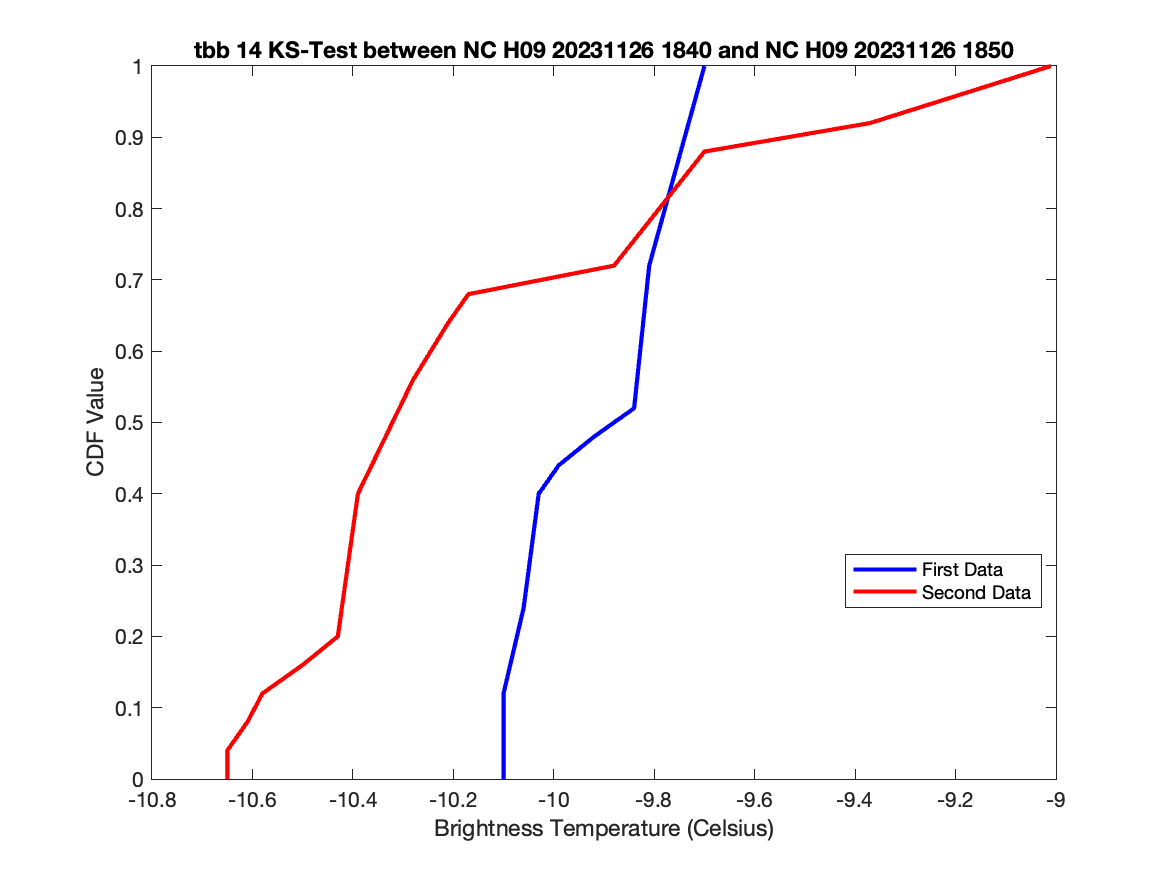 tbb 14 KS-Test between NC H09 20231126 1840 and NC H09 20231126 1850
1
0.9
0.8
0.7
0.6
0.5
0.4
0.3
0.2
0.1
0
CDF Value
First Data
Second Data
-10.8 -10.6 -10.4 -10.2 -10 -9.8 -9.6 -9.4 -9.2 -9
Brightness Temperature (Celsius)